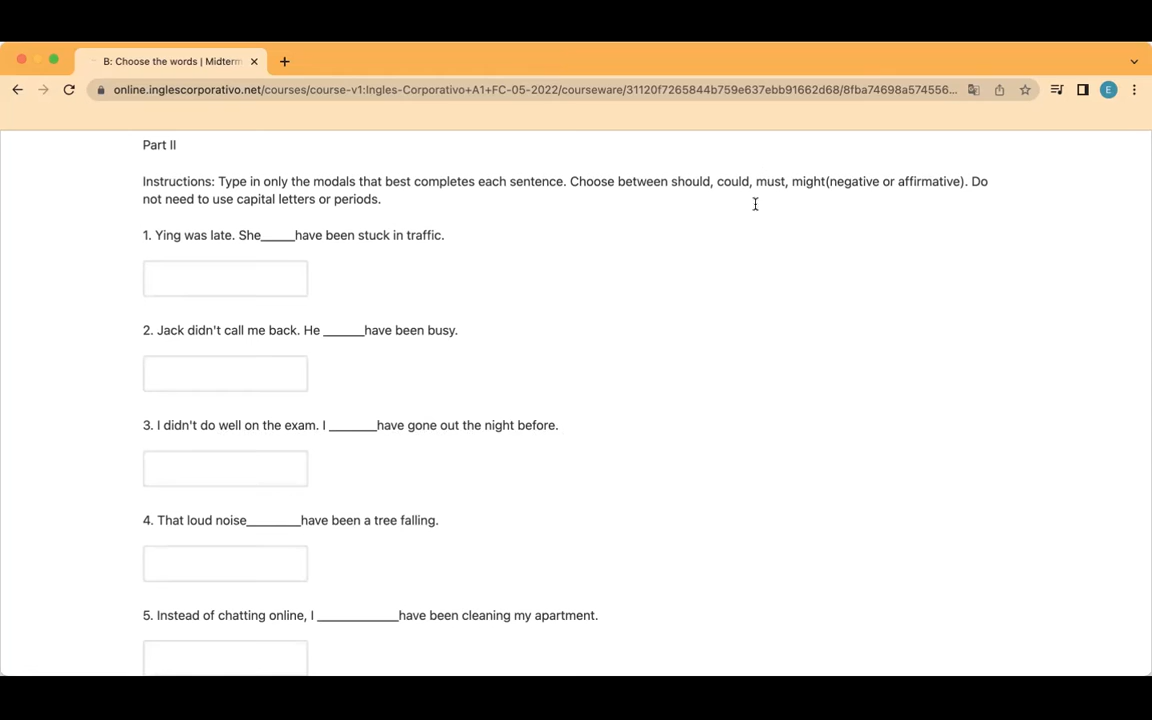 B: Choose the words | Midterm
online.inglescorporativo.net/courses/course-v1:Ingles-Corporativo+A1+FC-05-2022/courseware/31120f7265844b759e637ebb91662d68/8fba74698a574556...
E
Part II
Instructions: Type in only the modals that best completes each sentence. Choose between should, could, must, might(negative or affirmative). Do
not need to use capital letters or periods.
1. Ying was late. She_____have been stuck in traffic.
2. Jack didn't call me back. He ______have been busy.
3. I didn't do well on the exam. I _______have gone out the night before.
4. That loud noise________have been a tree falling.
5. Instead of chatting online, I ____________have been cleaning my apartment.